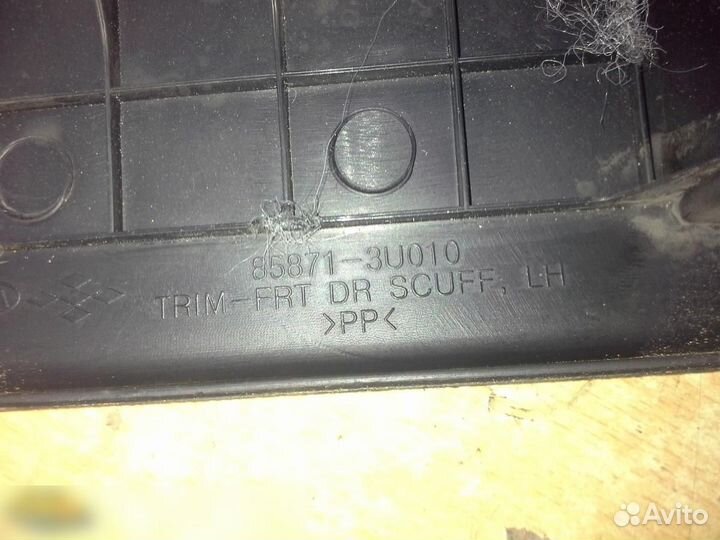 85871-3U010
TRIM-FRT DR SCUFF, LH
>PP<
Avito